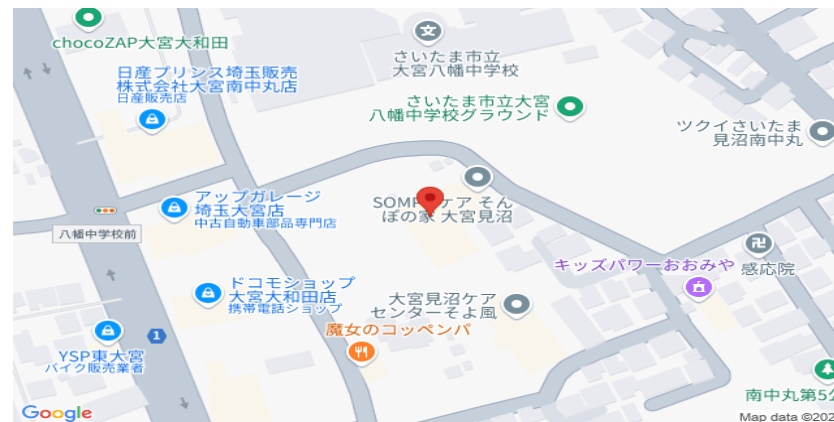 chocoZAP大宮大和田
さいたま市立
大宮八幡中学校
日産プリンス埼玉販売
株式会社大宮南中丸店
日産販売店
さいたま市立大宮
八幡中学校グラウンド
ツクイさいたま
見沼南中丸
アップガレージ
埼玉大宮店
中古自動車部品専門店
SOMP ケア そん
ぽの家 大宮見沼
八幡中学校前
キッズパワーおおみや
感応院
ドコモショップ
大宮大和田店
携帯電話ショップ
大宮見沼ケア
センターそよ風
魔女のコッペンパ
1
YSP東大宮
バイク販売業者
南中丸第5公
Google
Map data ©202